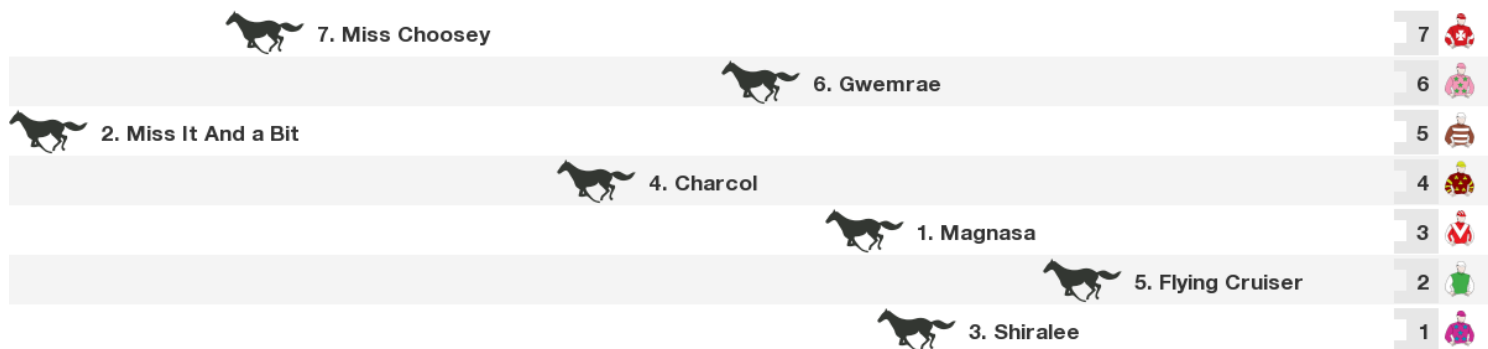 7. Miss Choosey 7
6. Gwemrae 6
2. Miss It And a Bit 5
4. Charcol 4
1. Magnasa 3
5. Flying Cruiser 2
3. Shiralee 1